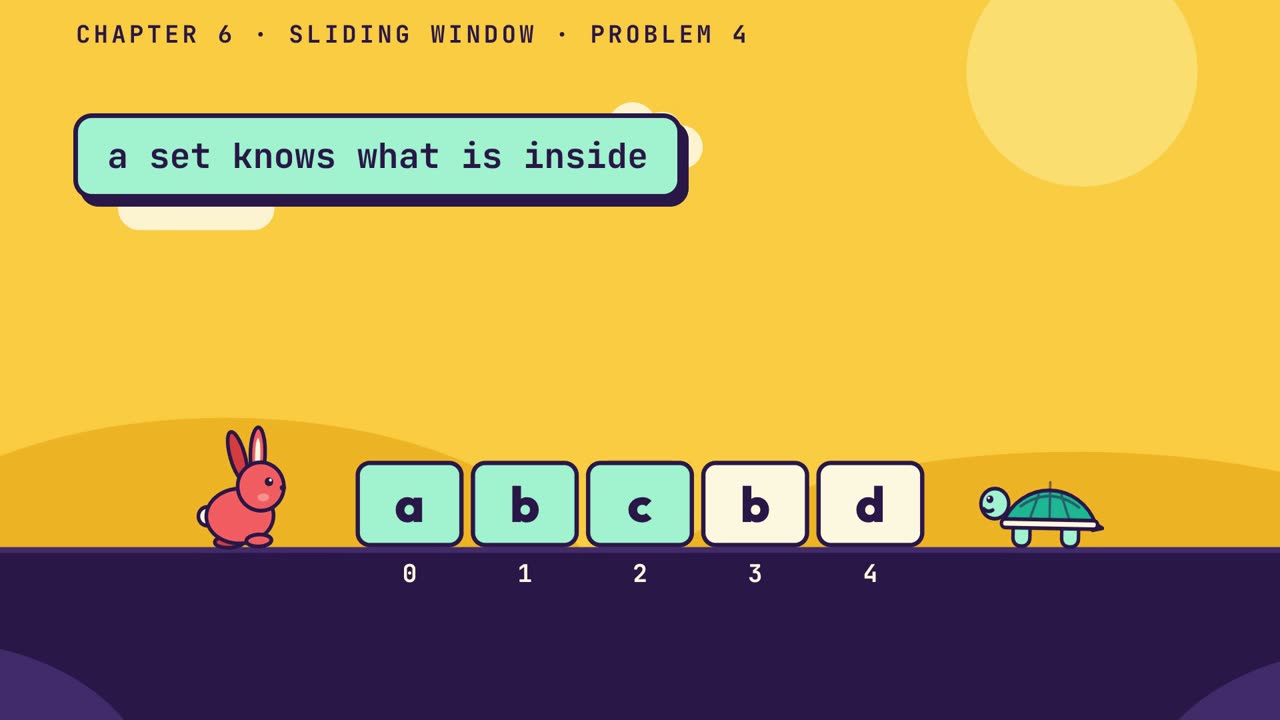 CHAPTER 6 · SLIDING WINDOW · PROBLEM 4
a set knows what is inside
a b c b d
0 1 2 3 4